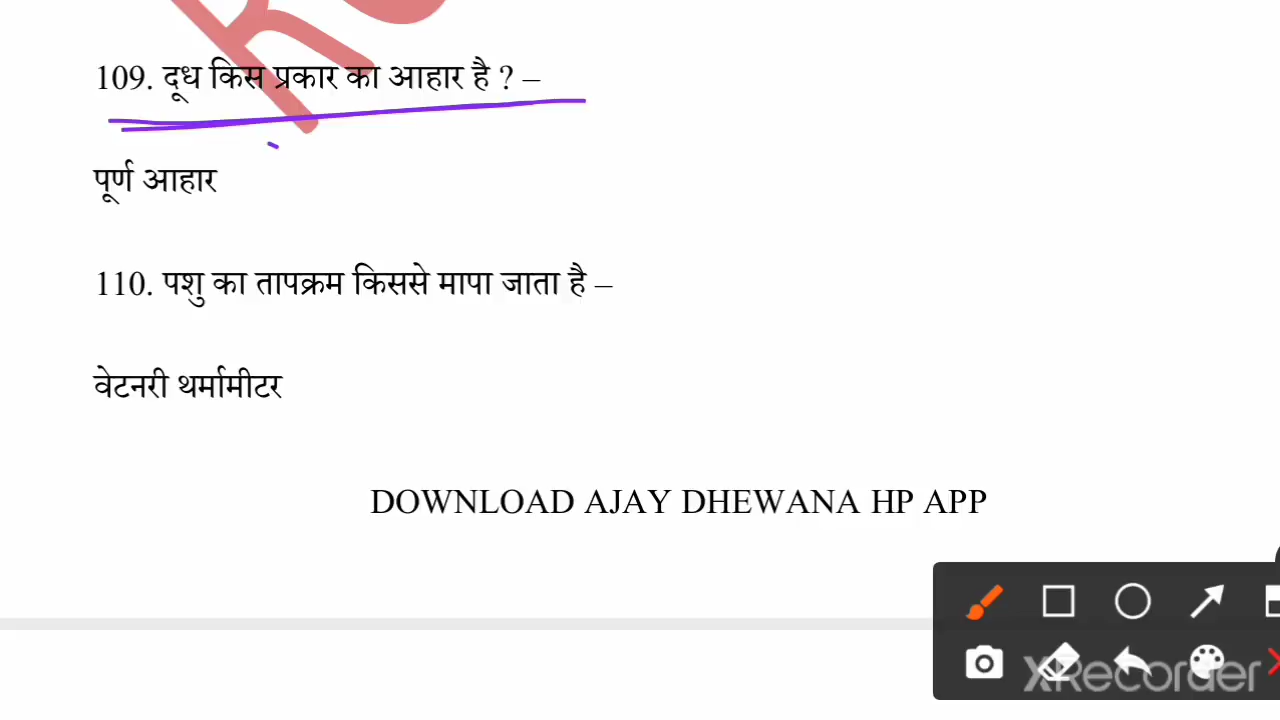 109. दूध किस प्रकार का आहार है ? –
पूर्ण आहार
110. पशु का तापक्रम किससे मापा जाता है –
वेटनरी थर्मामीटर
DOWNLOAD AJAY DHEWANA HP APP
XRecorder